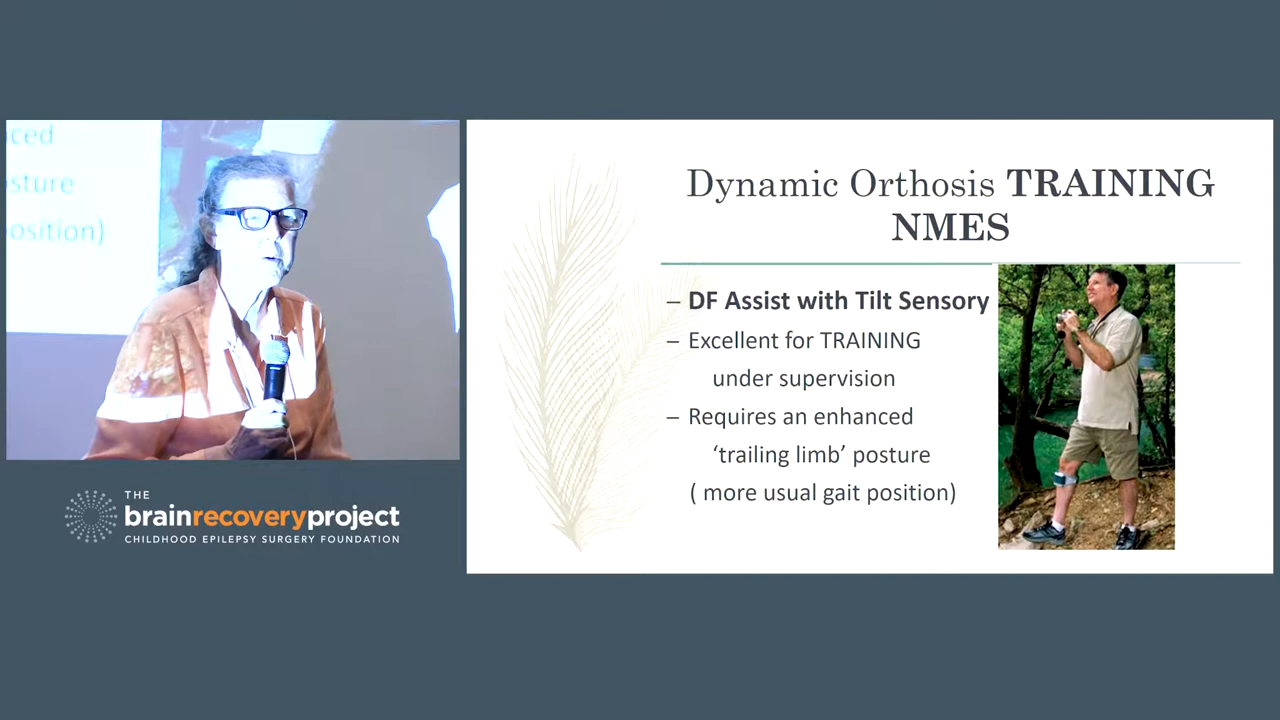 ced
sture
osition)
THE
brainrecoveryproject
CHILDHOOD EPILEPSY SURGERY FOUNDATION
Dynamic Orthosis TRAINING
NMES
– DF Assist with Tilt Sensory
– Excellent for TRAINING
under supervision
– Requires an enhanced
‘trailing limb’ posture
( more usual gait position)